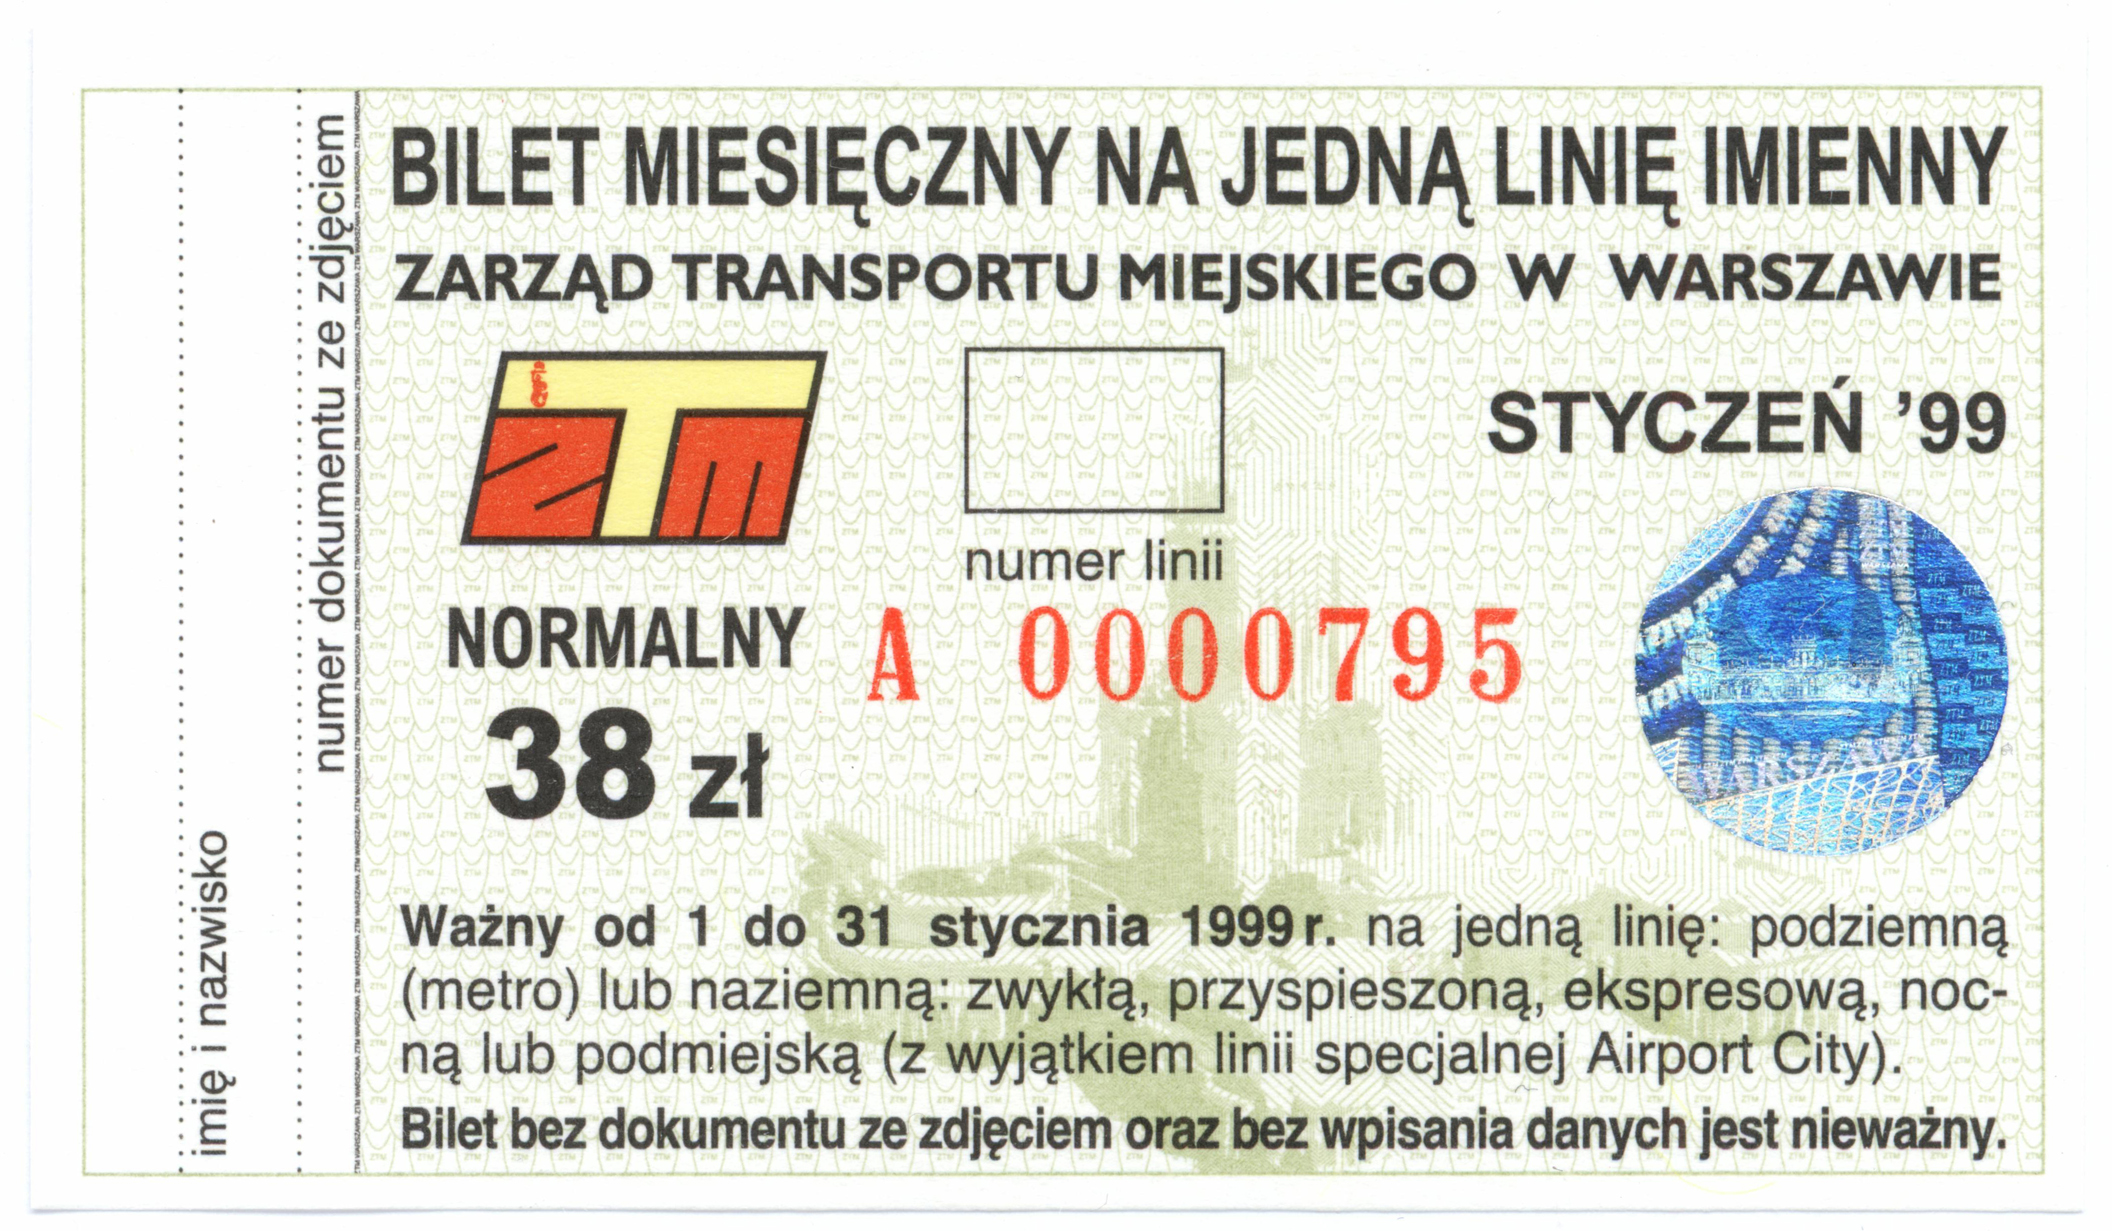 BILET MIESIĘCZNY NA JEDNĄ LINIĘ IMIENNY
ZARZĄD TRANSPORTU MIEJSKIEGO W WARSZAWIE
ZTM
numer linii
STYCZEŃ ’99
NORMALNY
A 0000795
38 zł
WARSZAWA
Ważny od 1 do 31 stycznia 1999 r. na jedną linię: podziemną
(metro) lub naziemną: zwykłą, przyspieszoną, ekspresową, noc-
ną lub podmiejską (z wyjątkiem linii specjalnej Airport City).
Bilet bez dokumentu ze zdjęciem oraz bez wpisania danych jest nieważny.
imię i nazwisko
numer dokumentu ze zdjęciem